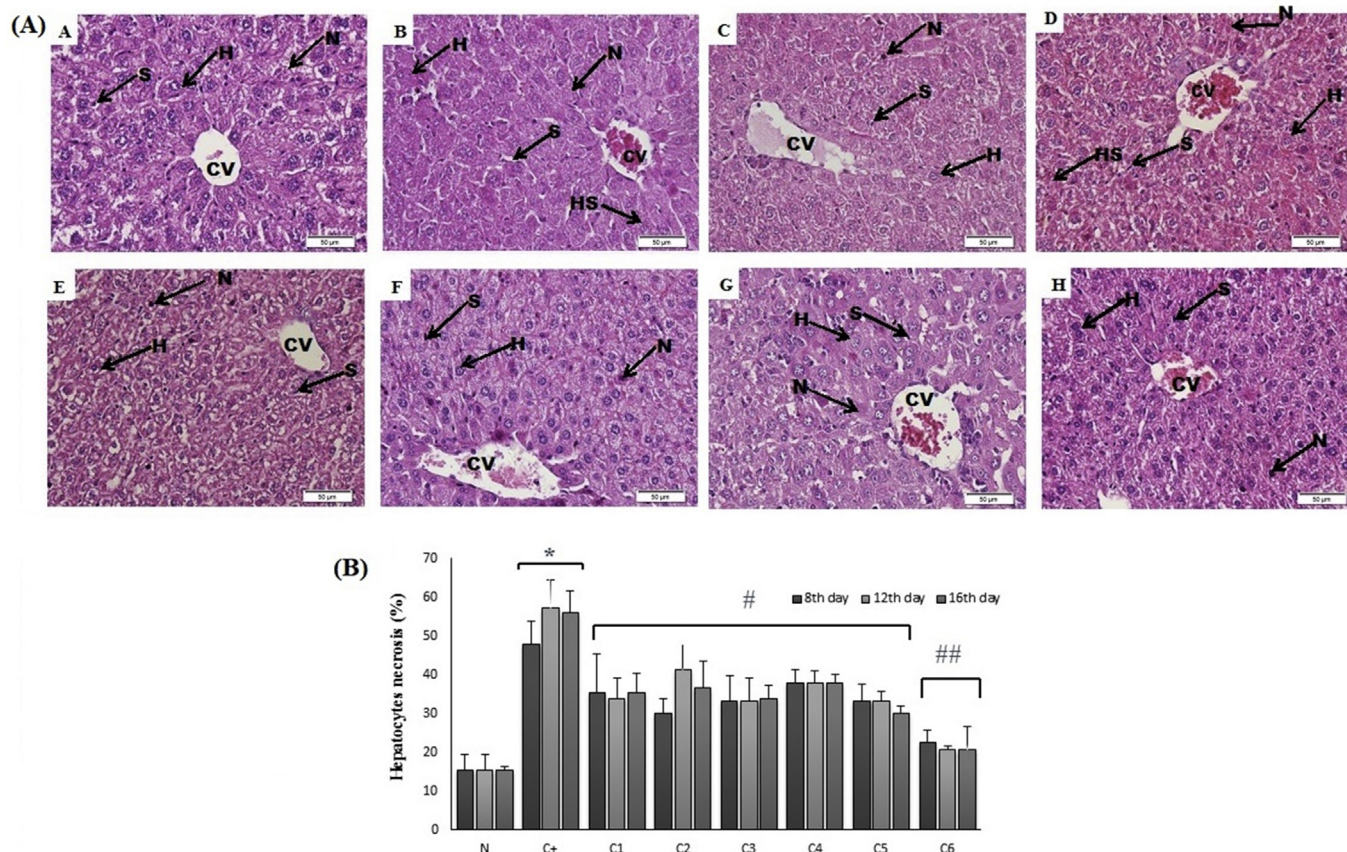 (A)
A
S
H
N
CV
50 µm
B
H
N
S
CV
HS
50 µm
C
N
S
CV
H
50 µm
D
N
CV
H
HS
S
50 µm
E
N
H
CV
S
50 µm
F
S
H
N
CV
50 µm
G
S
H
N
CV
50 µm
H
H
S
CV
N
50 µm
(B)
Hepatocytes necrosis (%)
70
60
50
40
30
20
10
0
*
#
8th day 12th day 16th day
##
N C+ C1 C2 C3 C4 C5 C6